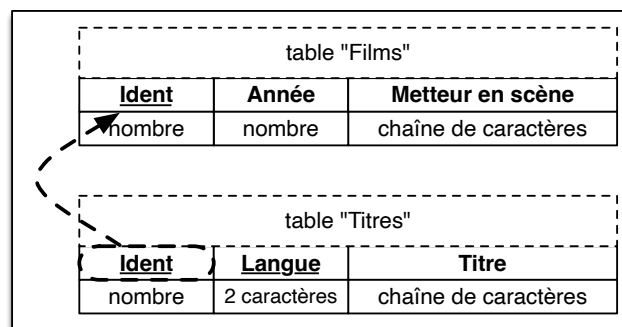 table "Films"
Ident Année Metteur en scène
nombre nombre chaîne de caractères
table "Titres"
Ident Langue Titre
nombre 2 caractères chaîne de caractères